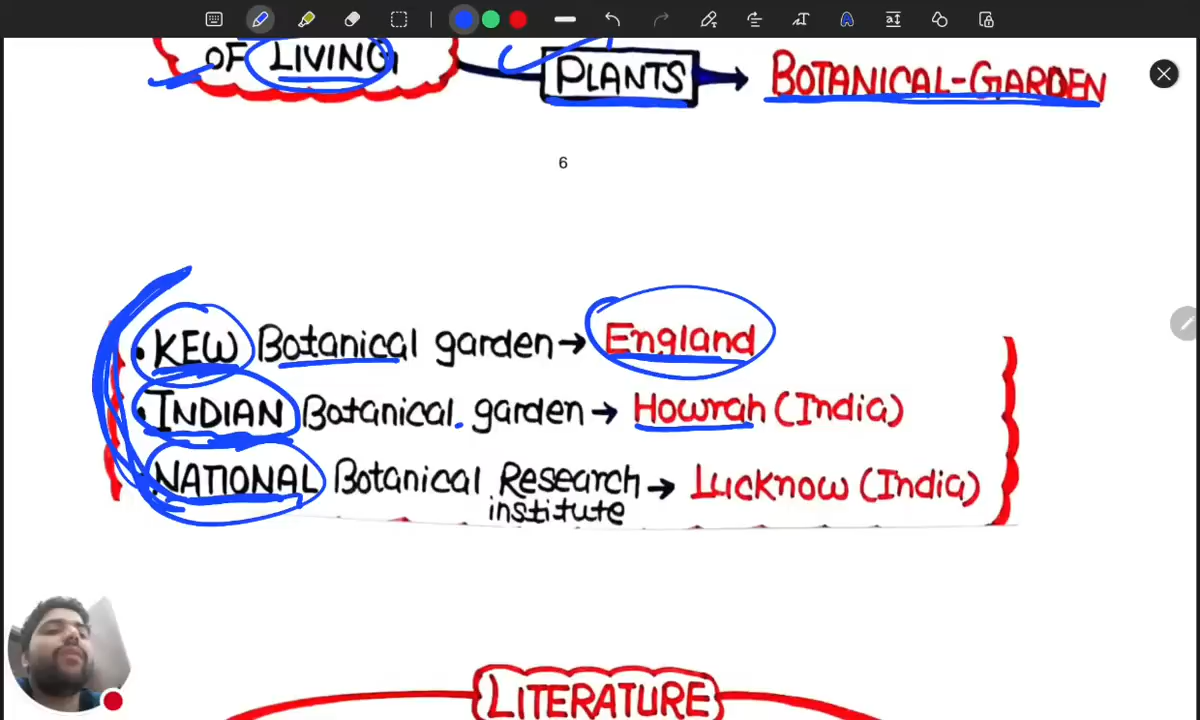 OF LIVING
PLANTS
BOTANICAL-GARDEN
6
• KEW Botanical garden → England
• INDIAN Botanical garden → Howrah (India)
• NATIONAL Botanical Research institute → Lucknow (India)
LITERATURE